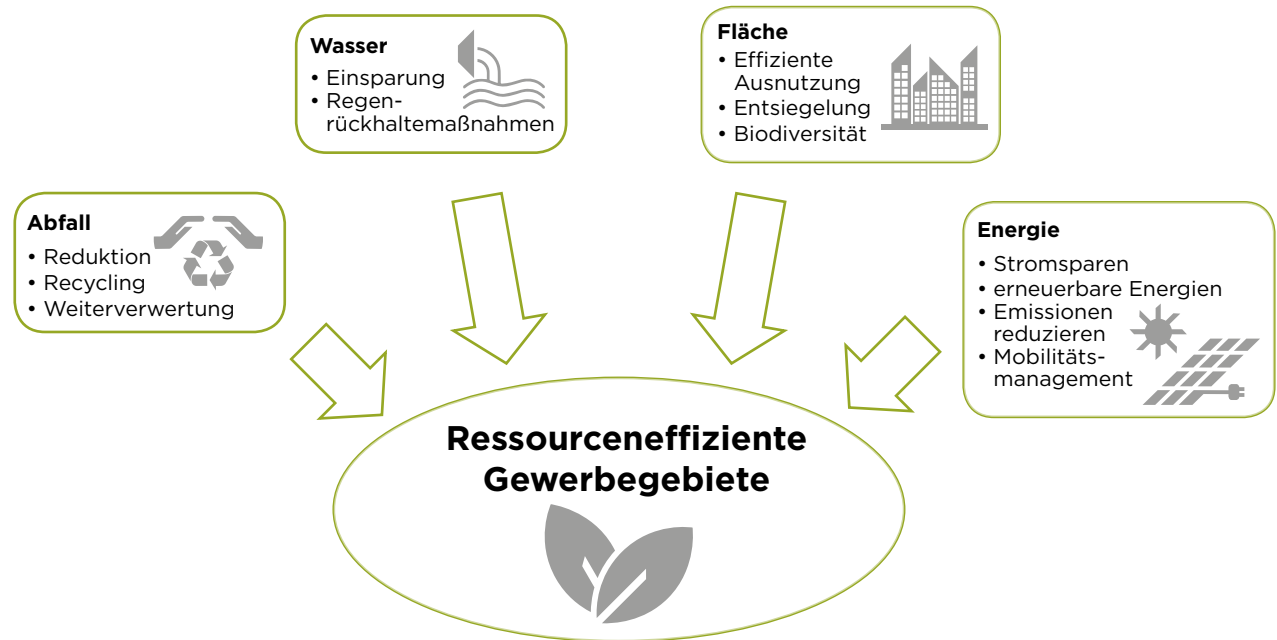 Wasser
• Einsparung
• Regen-
rückhaltemaßnahmen
Fläche
• Effiziente
Ausnutzung
• Entsiegelung
• Biodiversität
Abfall
• Reduktion
• Recycling
• Weiterverwertung
Energie
• Stromsparen
• erneuerbare Energien
• Emissionen
reduzieren
• Mobilitäts-
management
Ressourceneffiziente
Gewerbegebiete